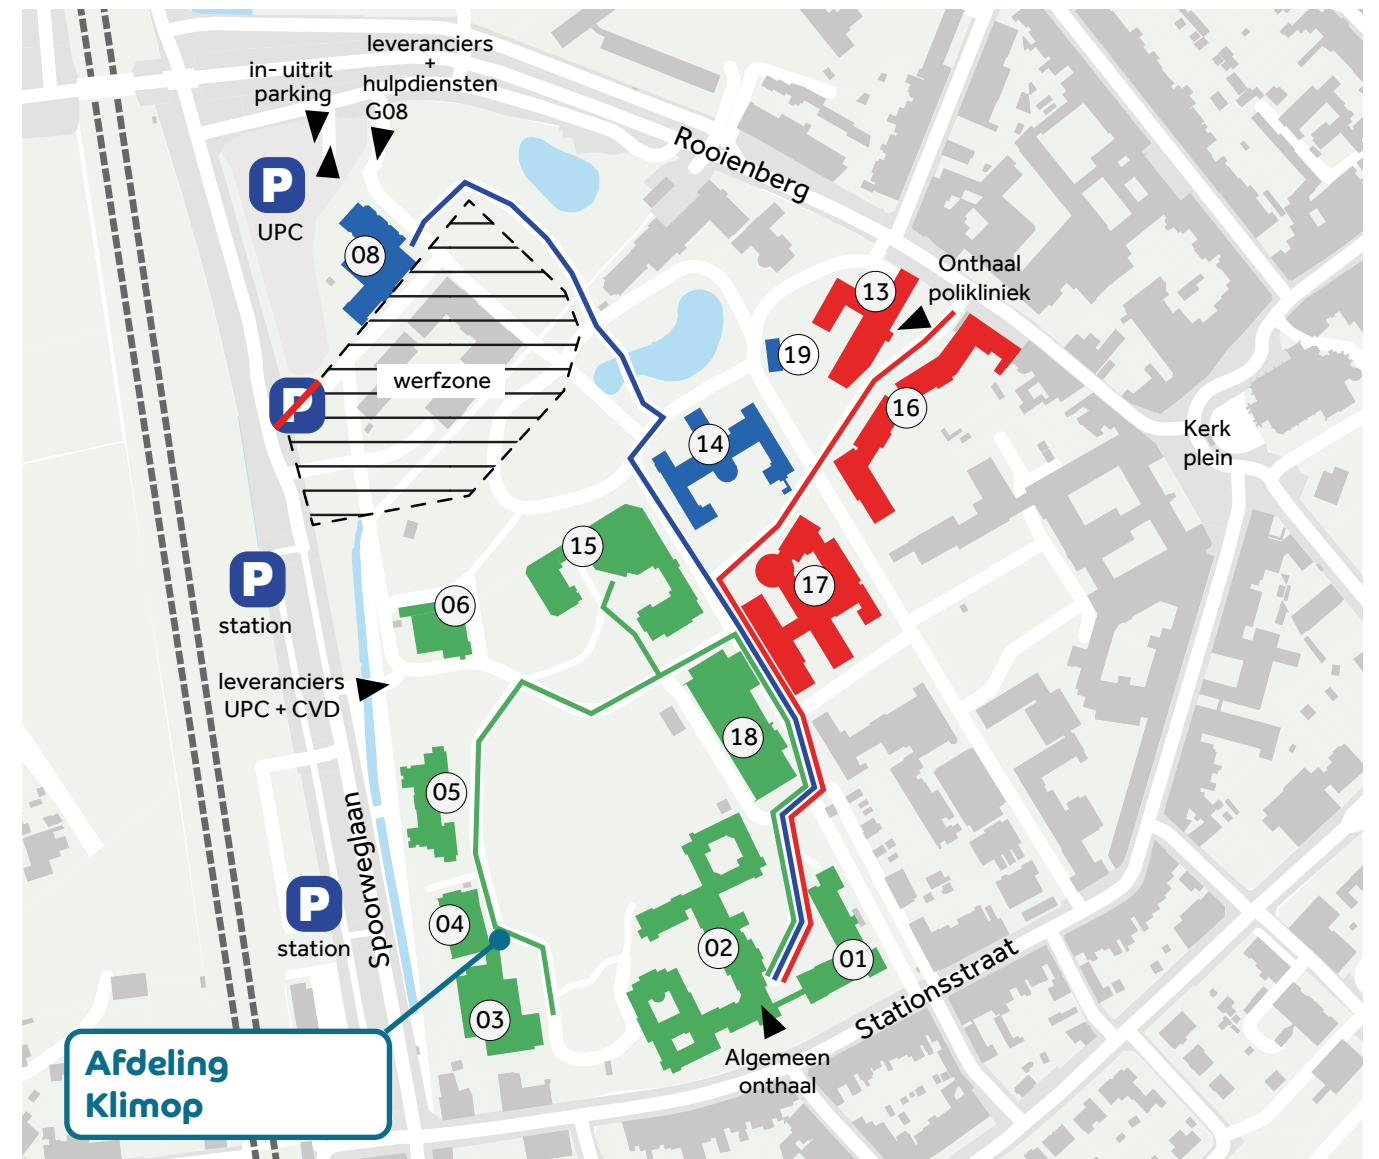 leveranciers
+
hulpdiensten
G08
in- uitrit
parking
P
UPC
Rooienberg
08
13
Onthaal
polikliniek
19
werfzone
P
16
Kerk
plein
14
15
P
station
06
17
leveranciers
UPC + CVD
18
05
Spoorweglaan
P
station
04
02
01
Stationsstraat
03
Algemeen
onthaal
Afdeling
Klimop